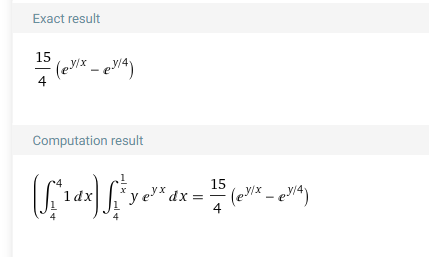 Exact result
15/4 (e^(y/x) − e^(y/4))
Computation result
(∫_(1/4)^4 1 dx) ∫_(1/4)^(1/x) y e^(y x) dx = 15/4 (e^(y/x) − e^(y/4))